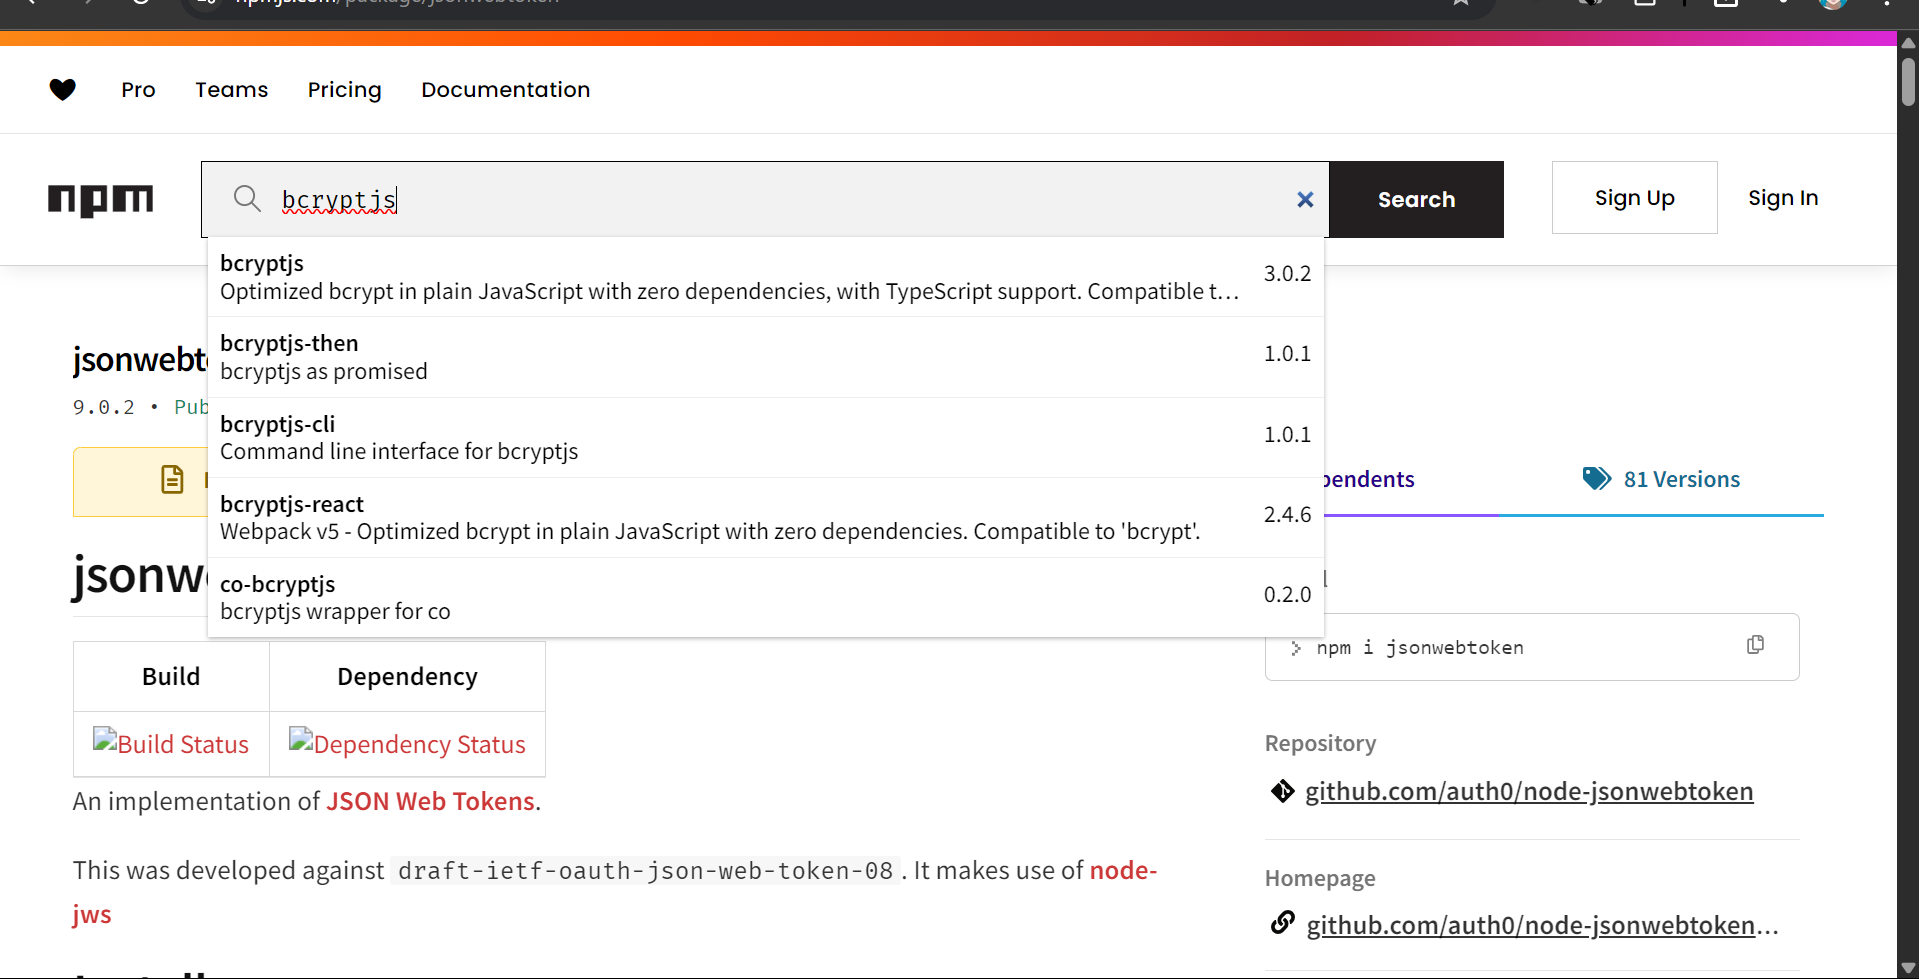 npmjs.com/package/jsonwebtoken
Pro Teams Pricing Documentation
npm
bcryptjs
Search
Sign Up
Sign In
bcryptjs
Optimized bcrypt in plain JavaScript with zero dependencies, with TypeScript support. Compatible t…
3.0.2
bcryptjs-then
bcryptjs as promised
1.0.1
bcryptjs-cli
Command line interface for bcryptjs
1.0.1
bcryptjs-react
Webpack v5 - Optimized bcrypt in plain JavaScript with zero dependencies. Compatible to 'bcrypt'.
2.4.6
co-bcryptjs
bcryptjs wrapper for co
0.2.0
jsonwebto
9.0.2 • Pub
pendents
81 Versions
jsonw
> npm i jsonwebtoken
Build Dependency
Build Status Dependency Status
An implementation of JSON Web Tokens.
This was developed against draft-ietf-oauth-json-web-token-08. It makes use of node-
jws
Repository
github.com/auth0/node-jsonwebtoken
Homepage
github.com/auth0/node-jsonwebtoken…